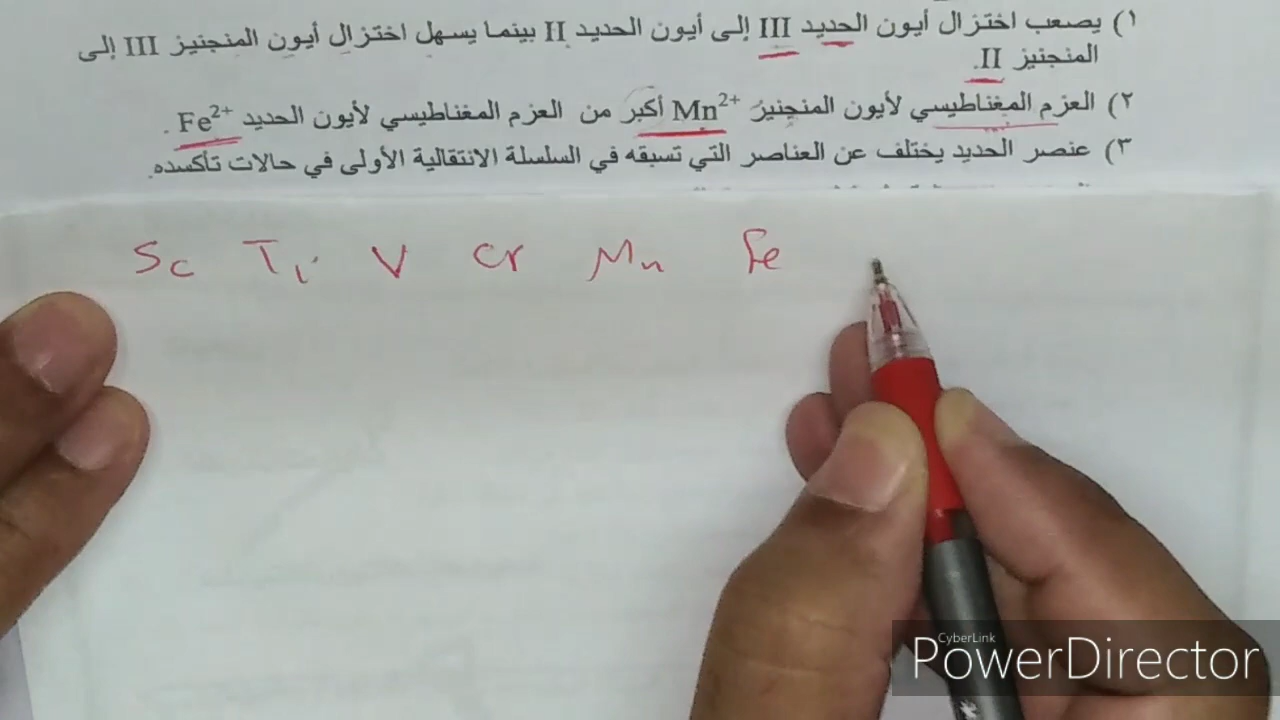 ١) يصعب اختزال أيون الحديد III إلى أيون الحديد II بينما يسهل اختزال أيون المنجنيز III إلى
المنجنيز II.
٢) العزم المغناطيسي لأيون المنجنيز Mn²⁺ أكبر من العزم المغناطيسي لأيون الحديد Fe²⁺ .
٣) عنصر الحديد يختلف عن العناصر التي تسبقه في السلسلة الانتقالية الأولى في حالات تأكسده.
Sc Ti V Cr Mn Fe
CyberLink
PowerDirector